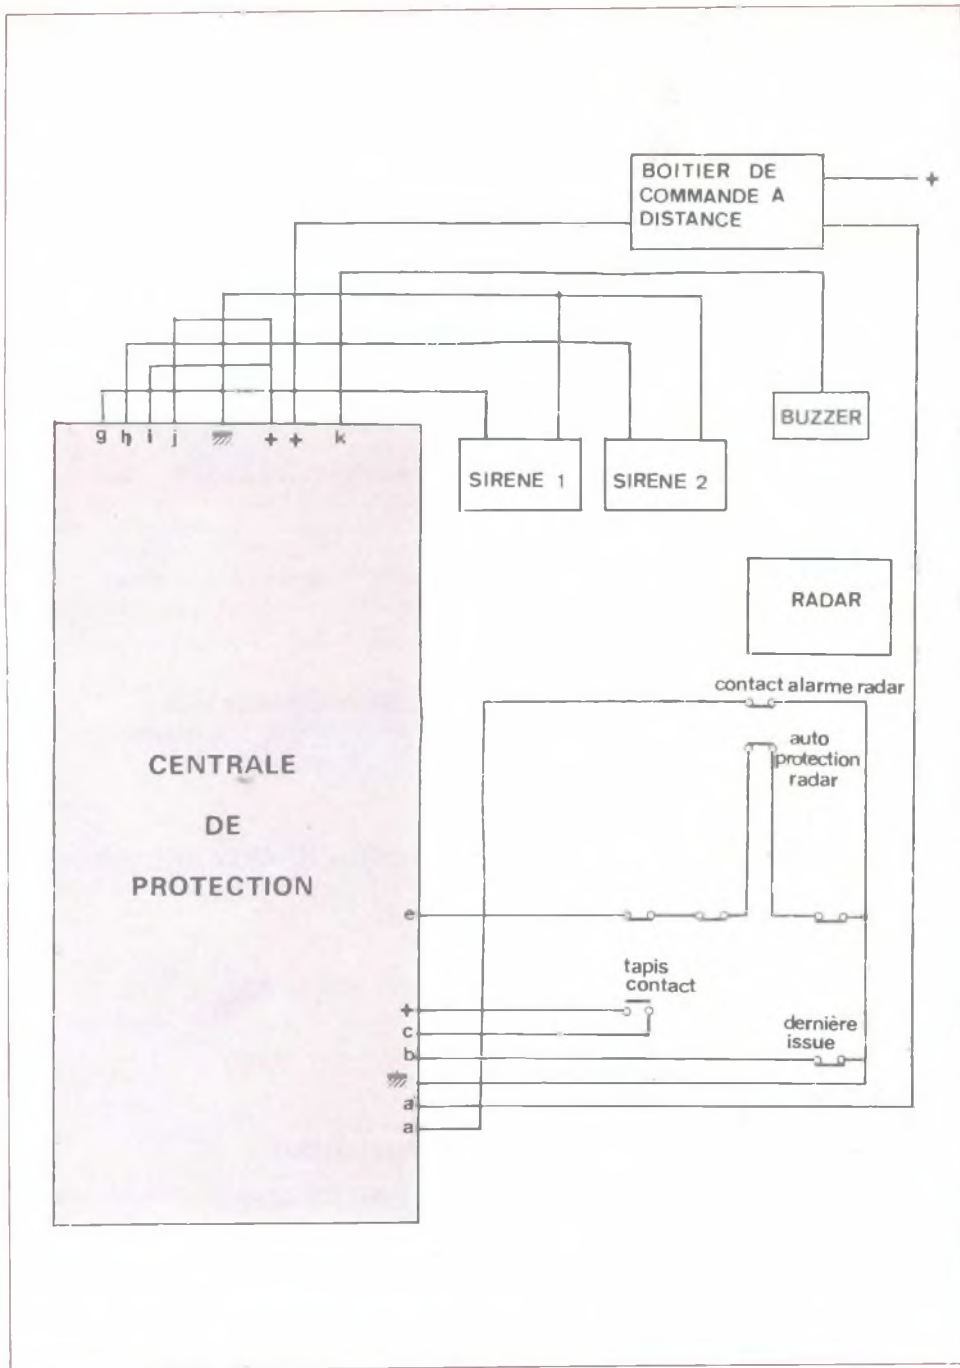 BOITIER DE
COMMANDE A
DISTANCE
+
g h i j + + k
BUZZER
SIRENE 1
SIRENE 2
RADAR
contact alarme radar
auto
protection
radar
CENTRALE
DE
PROTECTION
e
tapis
contact
+
c
dernière
issue
b
a'
a